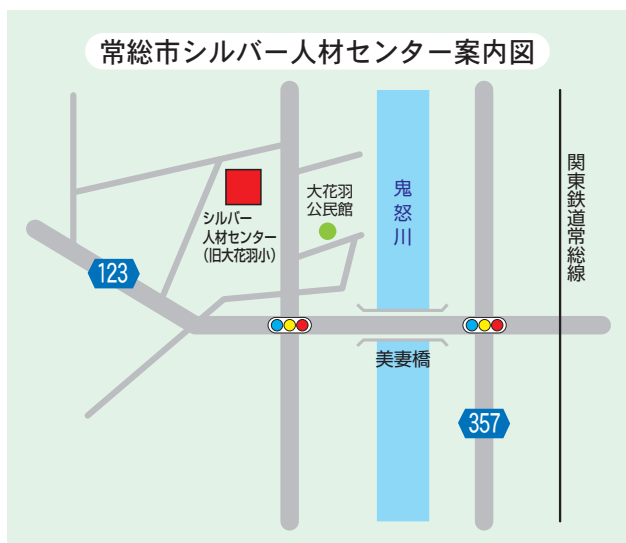 常総市シルバー人材センター案内図
シルバー
人材センター
（旧大花羽小）
大花羽
公民館
鬼怒川
関東鉄道常総線
123
美妻橋
357